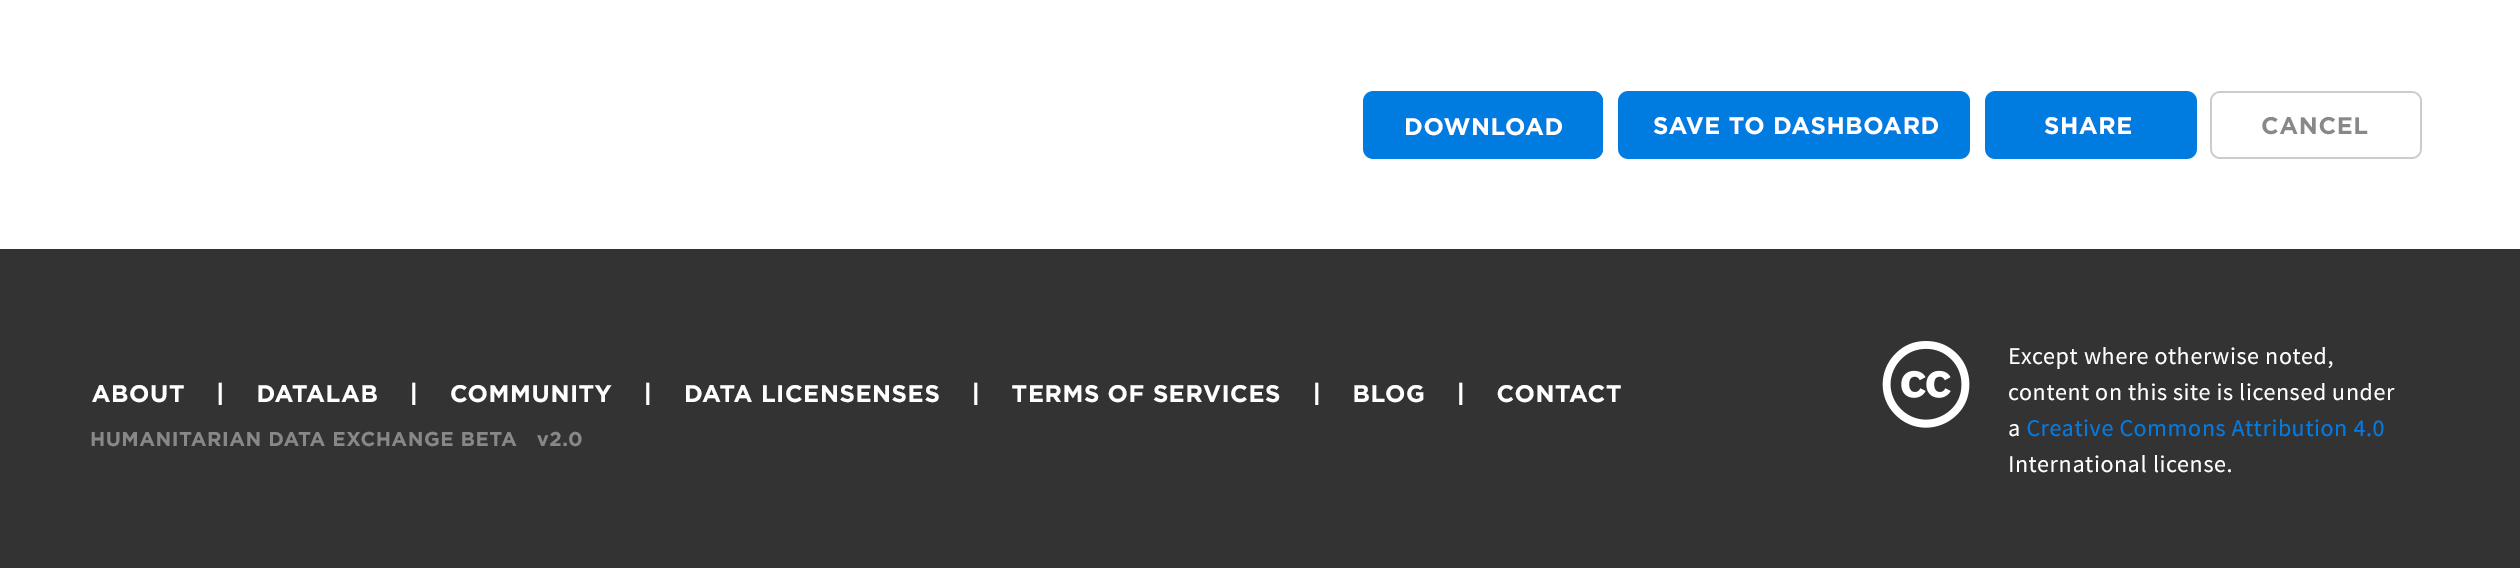 DOWNLOAD SAVE TO DASHBOARD SHARE CANCEL
ABOUT | DATALAB | COMMUNITY | DATA LICENSENSES | TERMS OF SERVICES | BLOG | CONTACT
HUMANITARIAN DATA EXCHANGE BETA v2.0
cc
Except where otherwise noted,
content on this site is licensed under
a Creative Commons Attribution 4.0
International license.